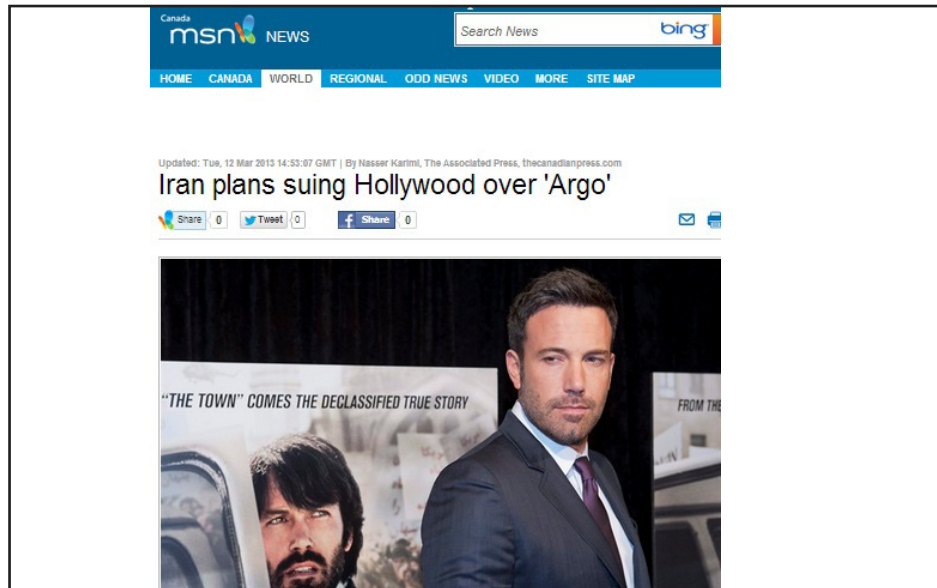 Canada
msn NEWS
Search News
bing
HOME CANADA WORLD REGIONAL ODD NEWS VIDEO MORE SITE MAP
Updated: Tue, 12 Mar 2013 14:53:07 GMT | By Nasser Karimi, The Associated Press, thecanadianpress.com
Iran plans suing Hollywood over 'Argo'
Share 0 Tweet 0 Share 0
"THE TOWN" COMES THE DECLASSIFIED TRUE STORY
FROM THE